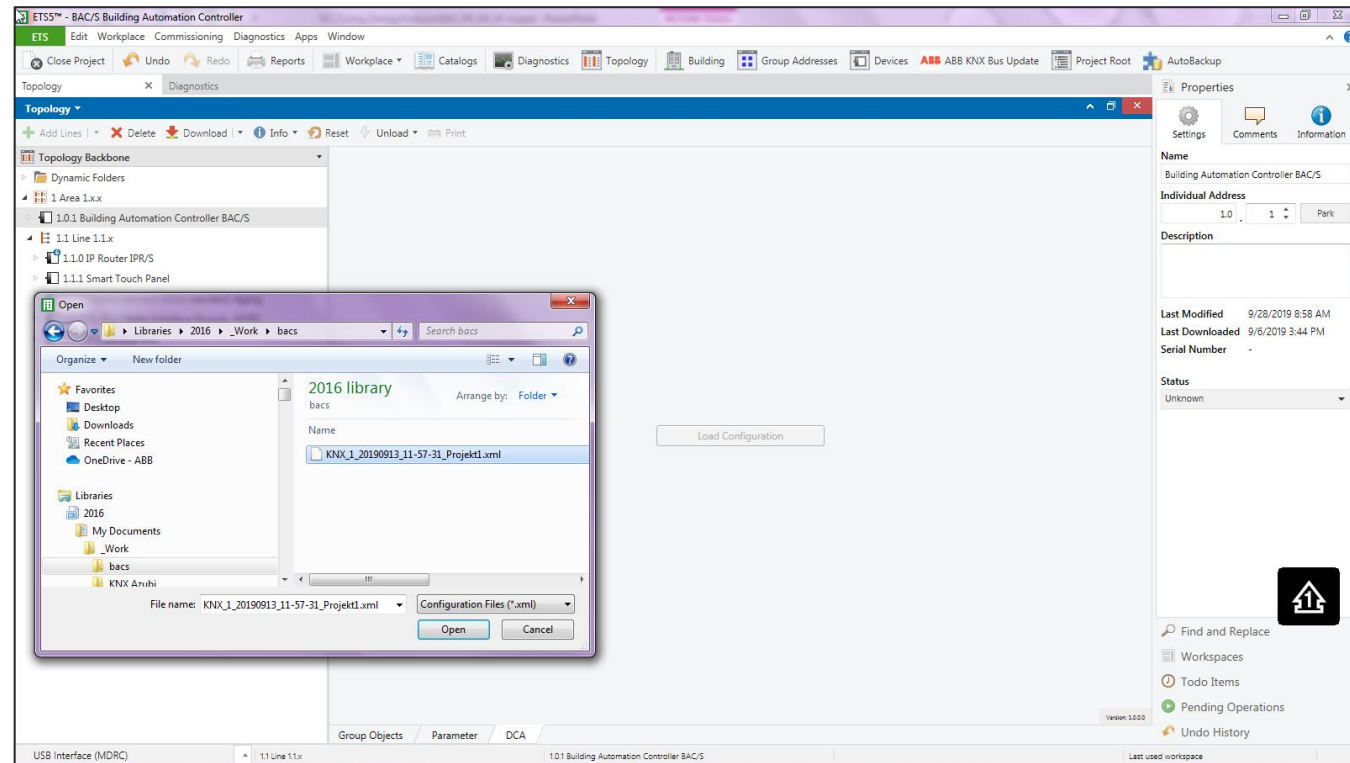 ETS5™ - BAC/S Building Automation Controller
ETS Edit Workplace Commissioning Diagnostics Apps Window
Close Project Undo Redo Reports Workplace Catalogs Diagnostics Topology Building Group Addresses Devices ABB ABB KNX Bus Update Project Root AutoBackup
Topology X Diagnostics
Topology
Add Lines Delete Download Info Reset Unload Print
Topology Backbone
Dynamic Folders
1 Area 1.x.x
1.0.1 Building Automation Controller BAC/S
1.1 Line 1.1.x
1.1.0 IP Router IPR/S
1.1.1 Smart Touch Panel
Open
Libraries 2016 _Work bacs
Search bacs
Organize New folder
Favorites
Desktop
Downloads
Recent Places
OneDrive - ABB
Libraries
2016
My Documents
_Work
bacs
KNX Azubi
2016 library
bacs
Arrange by: Folder
Name
KNX_1_20190913_11-57-31_Projekt1.xml
File name: KNX_1_20190913_11-57-31_Projekt1.xml Configuration Files (*.xml)
Open Cancel
Load Configuration
Version: 1.0.0.0
Group Objects Parameter DCA
Properties
Settings Comments Information
Name
Building Automation Controller BAC/S
Individual Address
1.0 . 1 Park
Description
Last Modified 9/28/2019 8:58 AM
Last Downloaded 9/6/2019 3:44 PM
Serial Number -
Status
Unknown
1
Find and Replace
Workspaces
Todo Items
Pending Operations
Undo History
USB Interface (MDRC) 1.1 Line 1.1.x 1.0.1 Building Automation Controller BAC/S Last used workspace